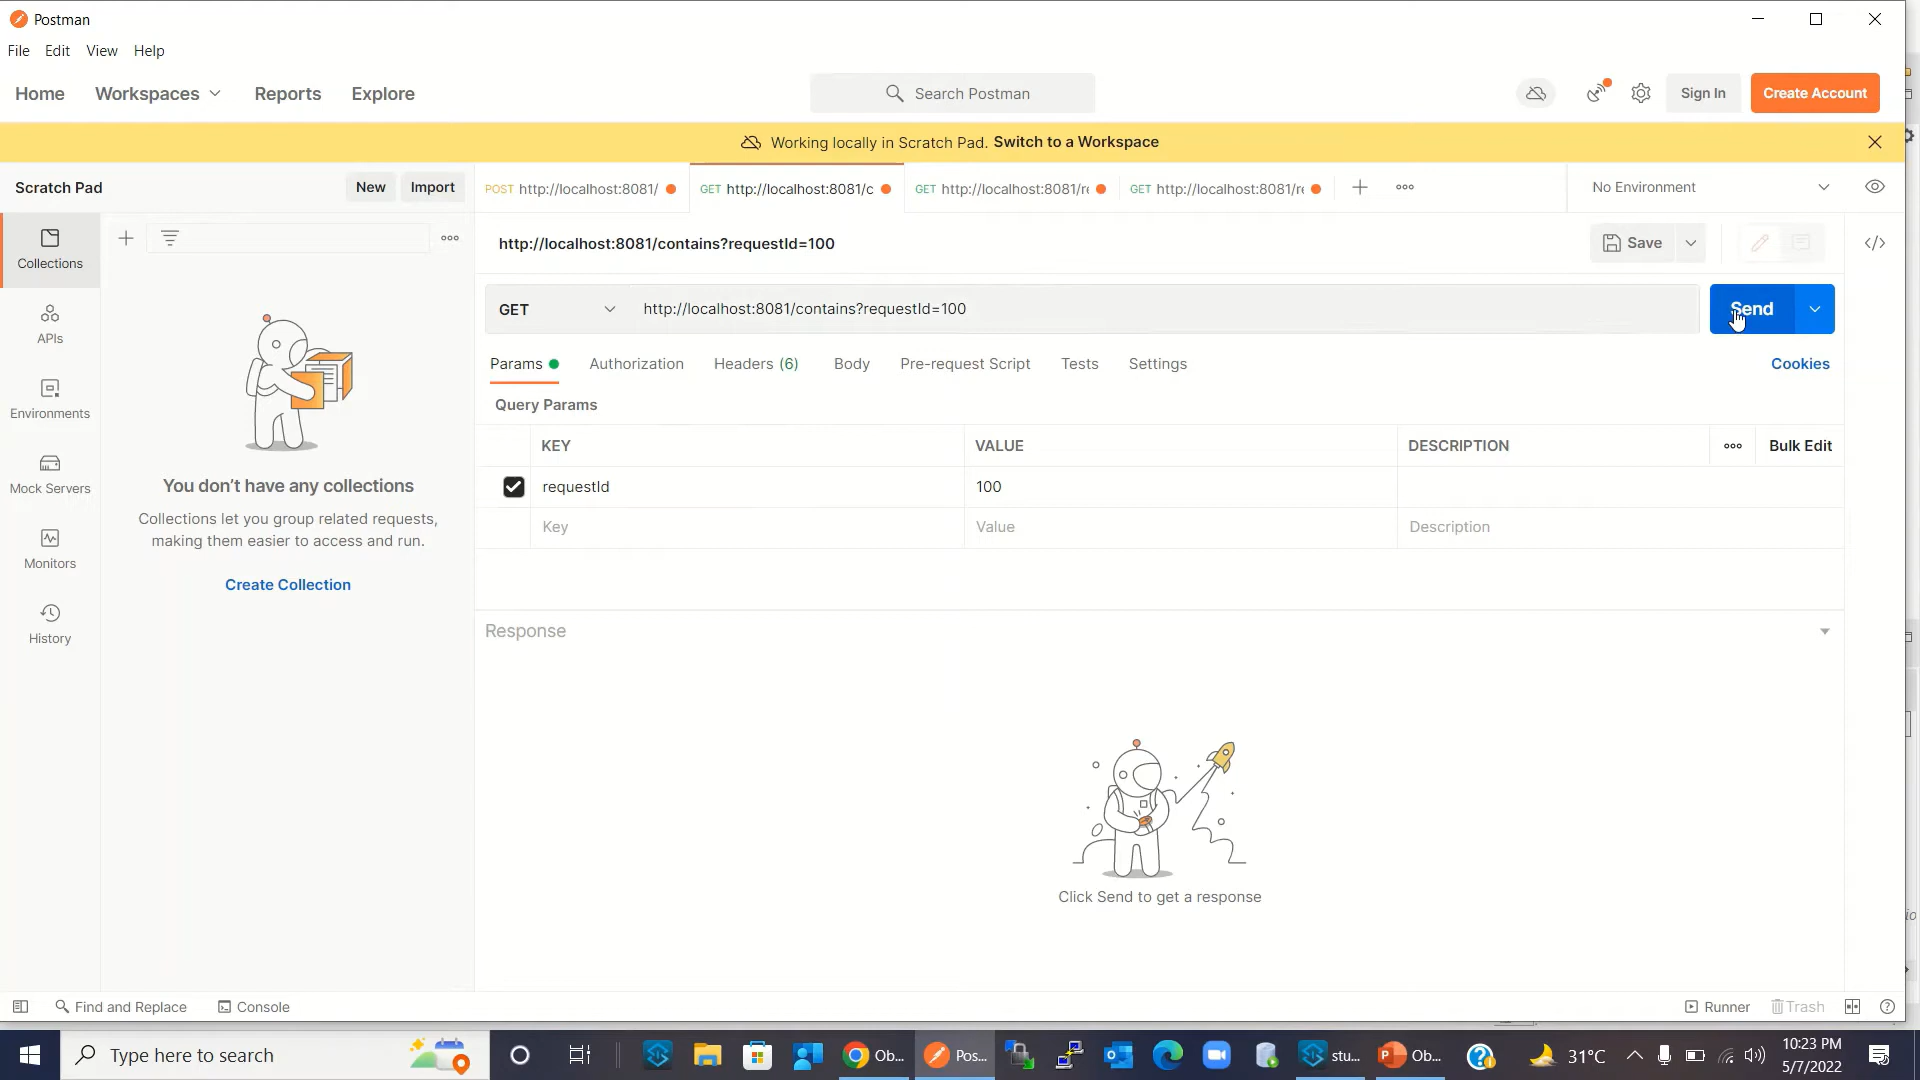 Postman
File Edit View Help
Home Workspaces Reports Explore Search Postman Sign In Create Account
Working locally in Scratch Pad. Switch to a Workspace
Scratch Pad New Import POST http://localhost:8081/ GET http://localhost:8081/c GET http://localhost:8081/re GET http://localhost:8081/re No Environment
Collections
http://localhost:8081/contains?requestId=100 Save
APIs
GET http://localhost:8081/contains?requestId=100 Send
Environments
Params Authorization Headers (6) Body Pre-request Script Tests Settings Cookies
Query Params
KEY VALUE DESCRIPTION Bulk Edit
requestId 100
Key Value Description
Mock Servers
Monitors
History
You don't have any collections
Collections let you group related requests,
making them easier to access and run.
Create Collection
Response
Click Send to get a response
Find and Replace Console Runner Trash
Type here to search Ob... Pos... stu... Ob... 31°C 10:23 PM
5/7/2022